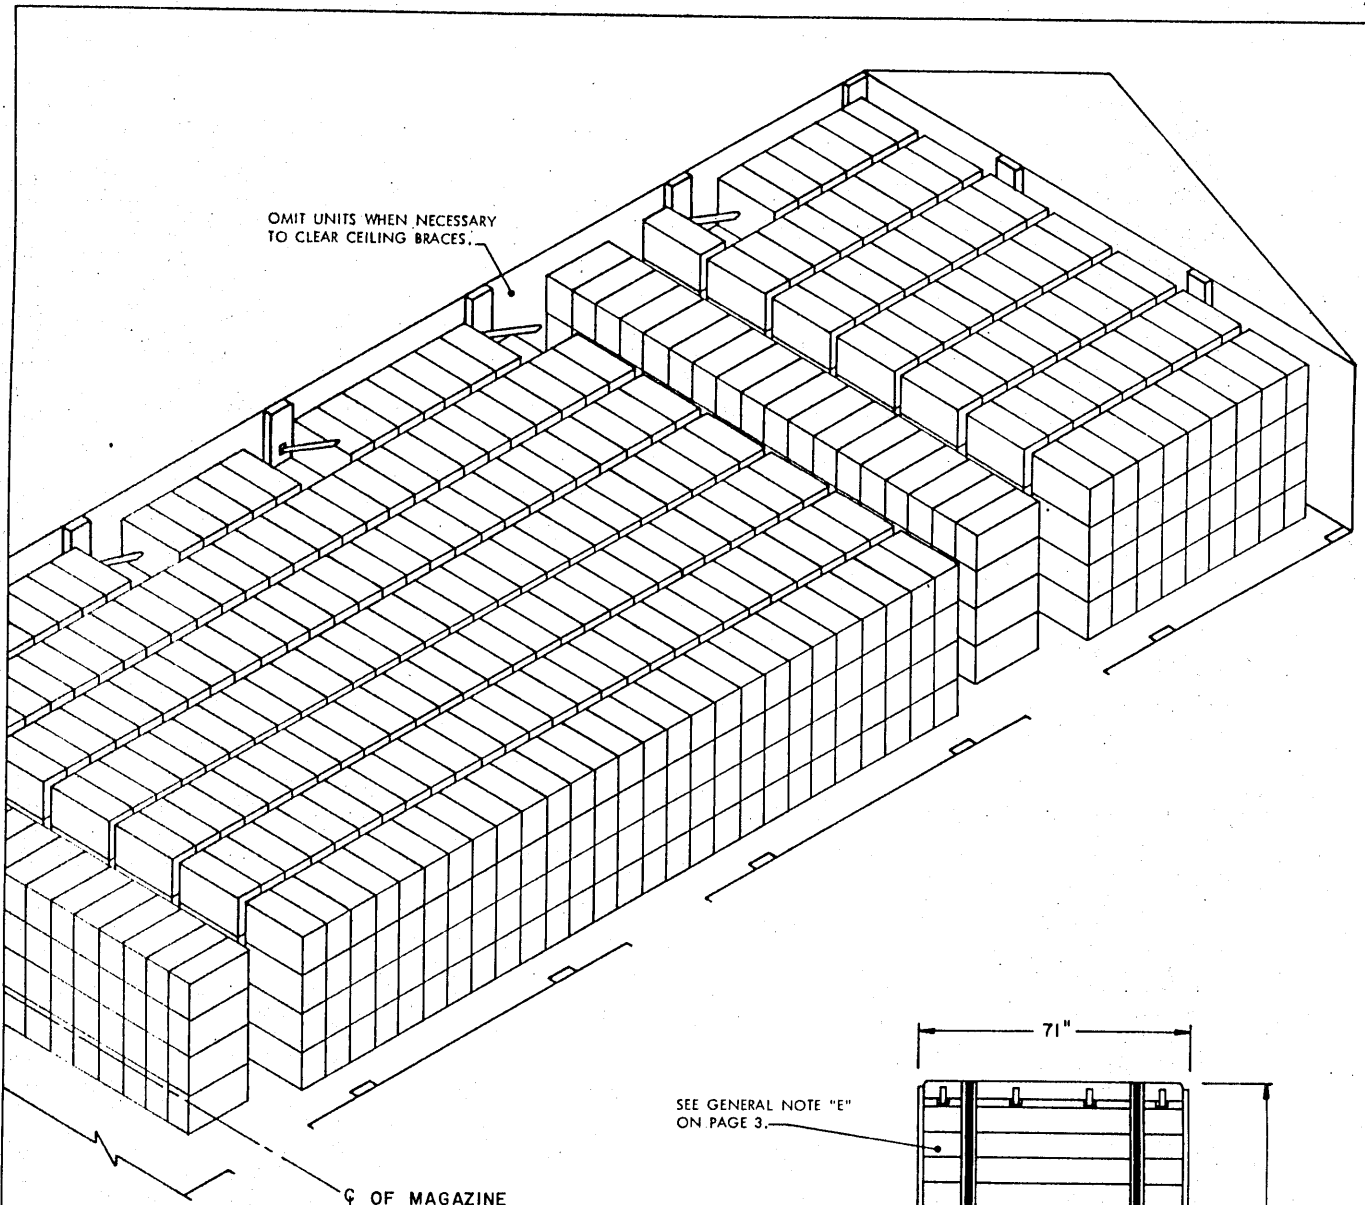 OMIT UNITS WHEN NECESSARY
TO CLEAR CEILING BRACES.
71"
SEE GENERAL NOTE "E"
ON PAGE 3.
℄ OF MAGAZINE